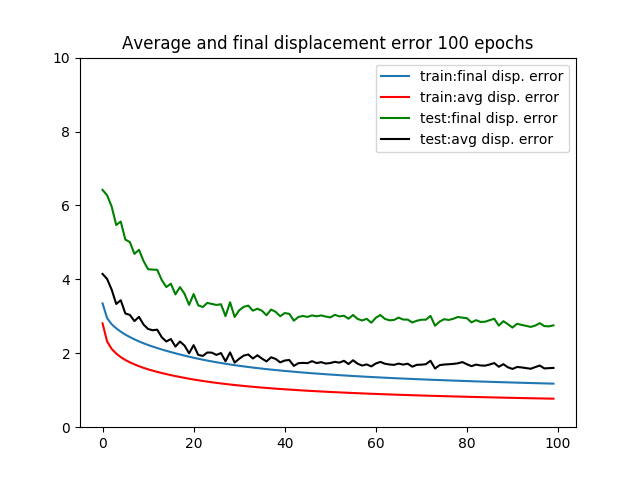 Average and final displacement error 100 epochs
10
8
6
4
2
0
0 20 40 60 80 100
train:final disp. error
train:avg disp. error
test:final disp. error
test:avg disp. error